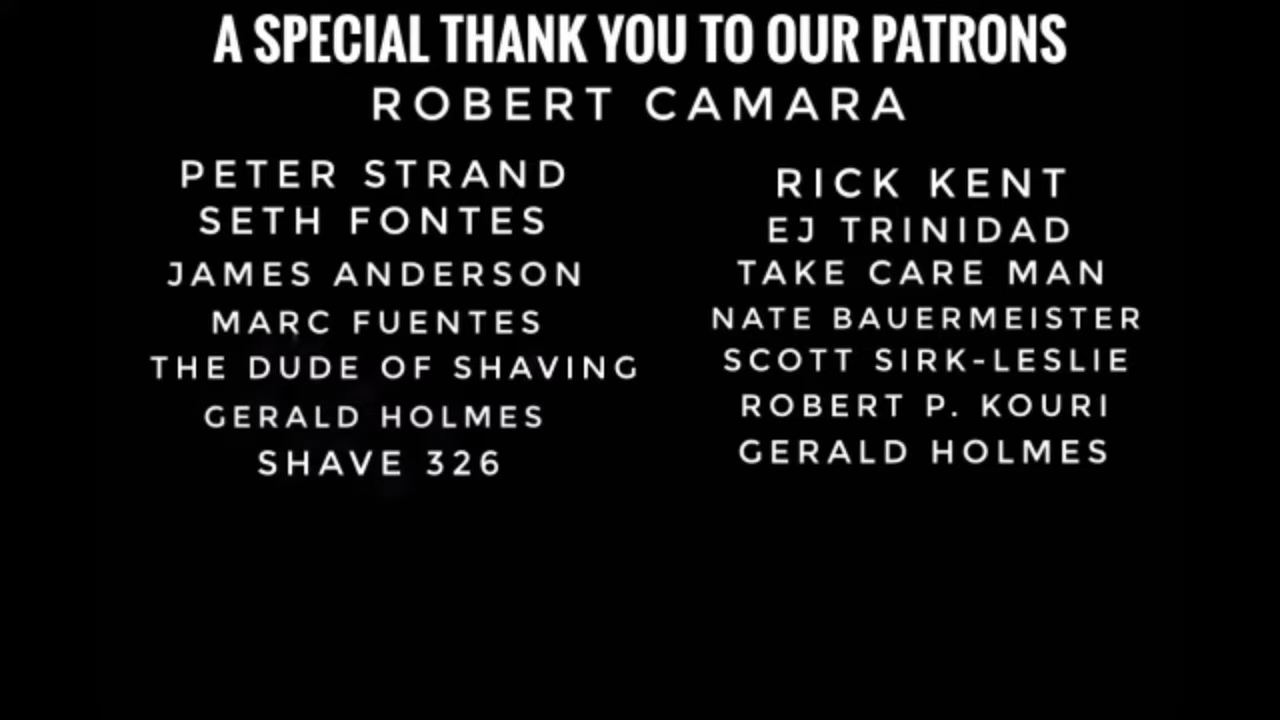 A SPECIAL THANK YOU TO OUR PATRONS
ROBERT CAMARA
PETER STRAND
SETH FONTES
JAMES ANDERSON
MARC FUENTES
THE DUDE OF SHAVING
GERALD HOLMES
SHAVE 326
RICK KENT
EJ TRINIDAD
TAKE CARE MAN
NATE BAUERMEISTER
SCOTT SIRK-LESLIE
ROBERT P. KOURI
GERALD HOLMES